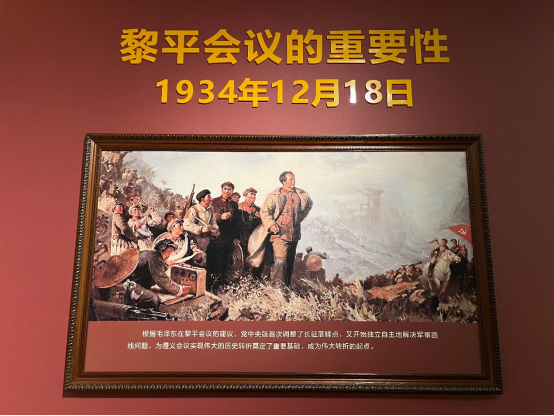 黎平会议的重要性
1934年12月18日
根据毛泽东在黎平会议的建议，党中央既首次调整了长征落脚点，又开始独立自主地解决军事路
线问题，为遵义会议实现伟大的历史转折奠定了重要基础，成为伟大转折的起点。